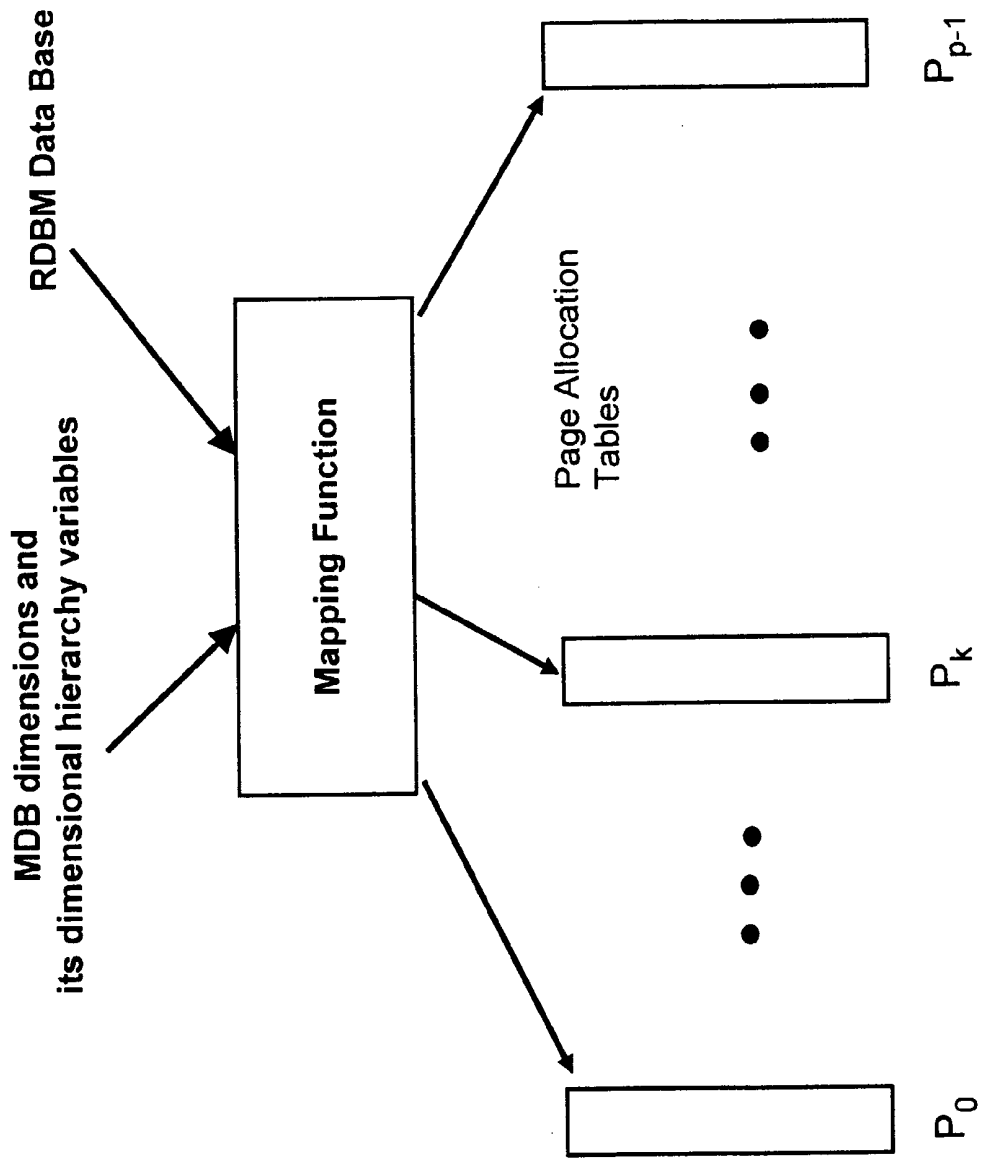 MDB dimensions and
its dimensional hierarchy variables
RDBM Data Base
Mapping Function
Page Allocation
Tables
P₀
Pₖ
Pₚ₋₁